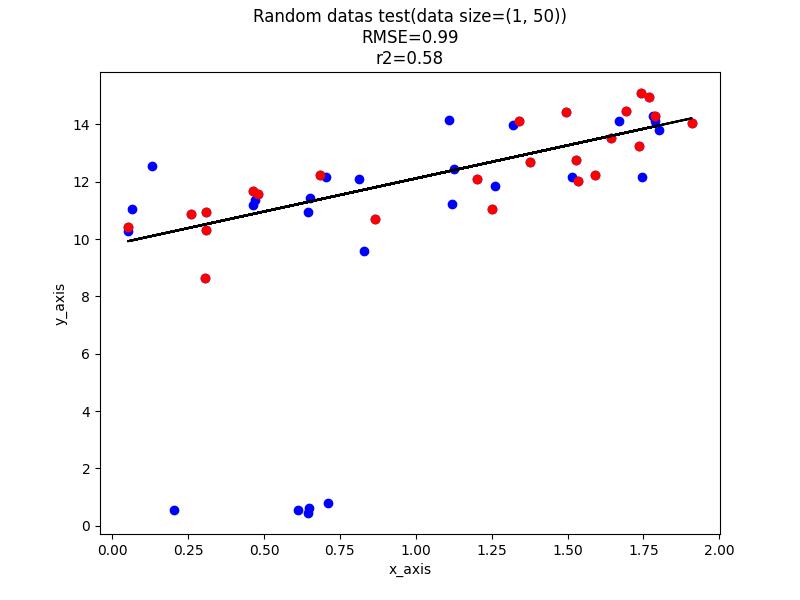 Random datas test(data size=(1, 50))
RMSE=0.99
r2=0.58
14
12
10
8
6
4
2
0
y_axis
0.00 0.25 0.50 0.75 1.00 1.25 1.50 1.75 2.00
x_axis